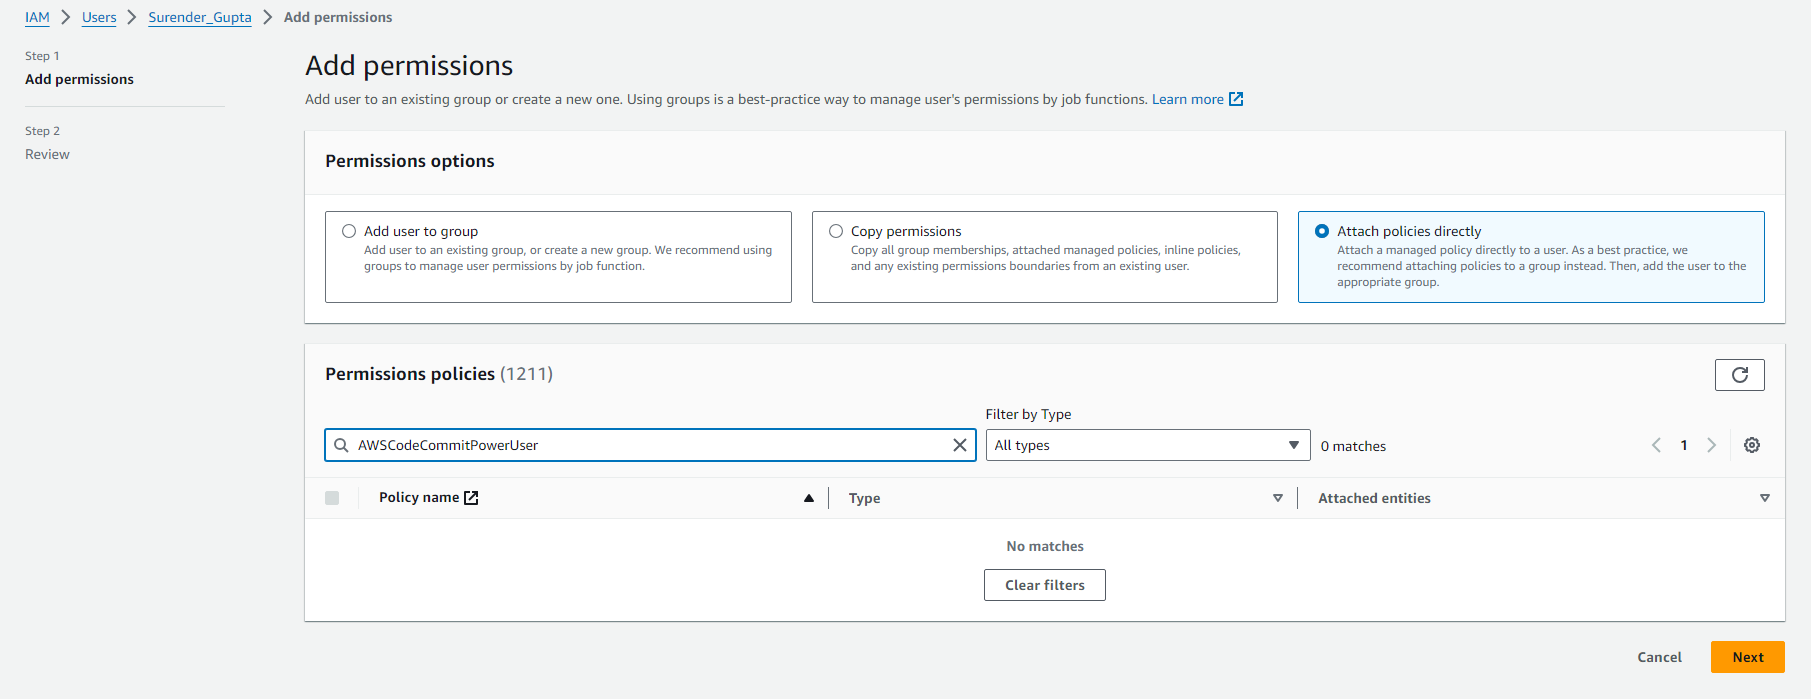 IAM > Users > Surender_Gupta > Add permissions
Step 1
Add permissions
Step 2
Review
Add permissions
Add user to an existing group or create a new one. Using groups is a best-practice way to manage user's permissions by job functions. Learn more
Permissions options
Add user to group
Add user to an existing group, or create a new group. We recommend using
groups to manage user permissions by job function.
Copy permissions
Copy all group memberships, attached managed policies, inline policies,
and any existing permissions boundaries from an existing user.
Attach policies directly
Attach a managed policy directly to a user. As a best practice, we
recommend attaching policies to a group instead. Then, add the user to the
appropriate group.
Permissions policies (1211)
Filter by Type
AWSCodeCommitPowerUser
All types
0 matches
1
Policy name
Type
Attached entities
No matches
Clear filters
Cancel
Next